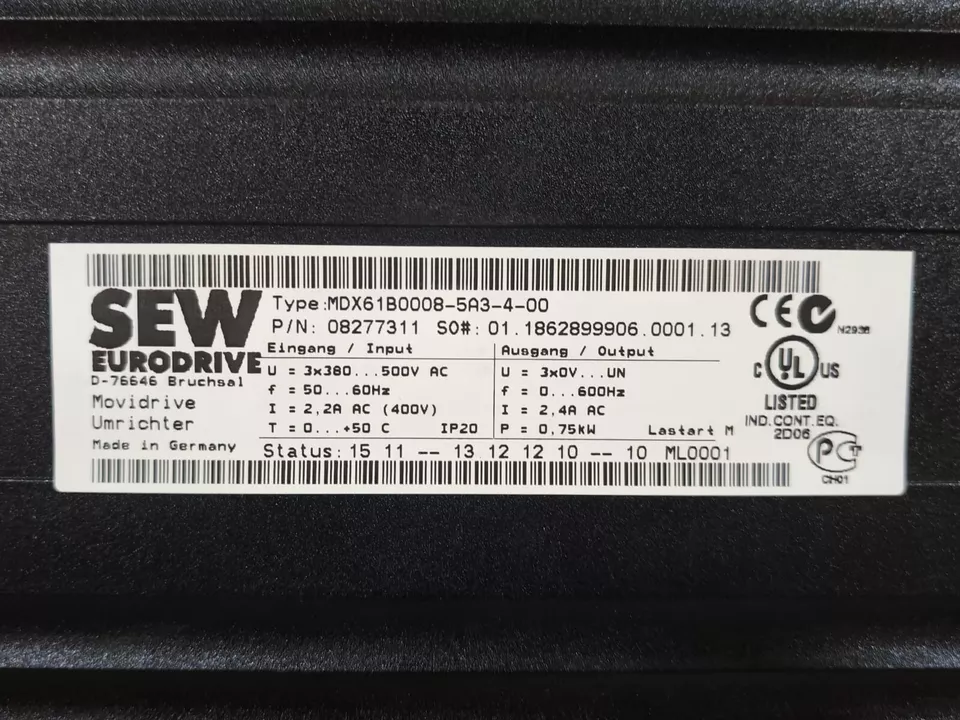 SEW
EURODRIVE
D-76646 Bruchsal
Movidrive
Umrichter
Made in Germany
Type:MDX61B0008-5A3-4-00
P/N: 08277311 SO#: 01.1862899906.0001.13
Eingang / Input
U = 3x380...500V AC
f = 50...60Hz
I = 2,2A AC (400V)
T = 0...+50 C IP20
Ausgang / Output
U = 3x0V...UN
f = 0...600Hz
I = 2,4A AC
P = 0,75kW Lastart M
Status: 15 11 -- 13 12 12 10 -- 10 ML0001
CE
N2936
C UL US
LISTED
IND.CONT.EQ.
2D06
PCT
CH01